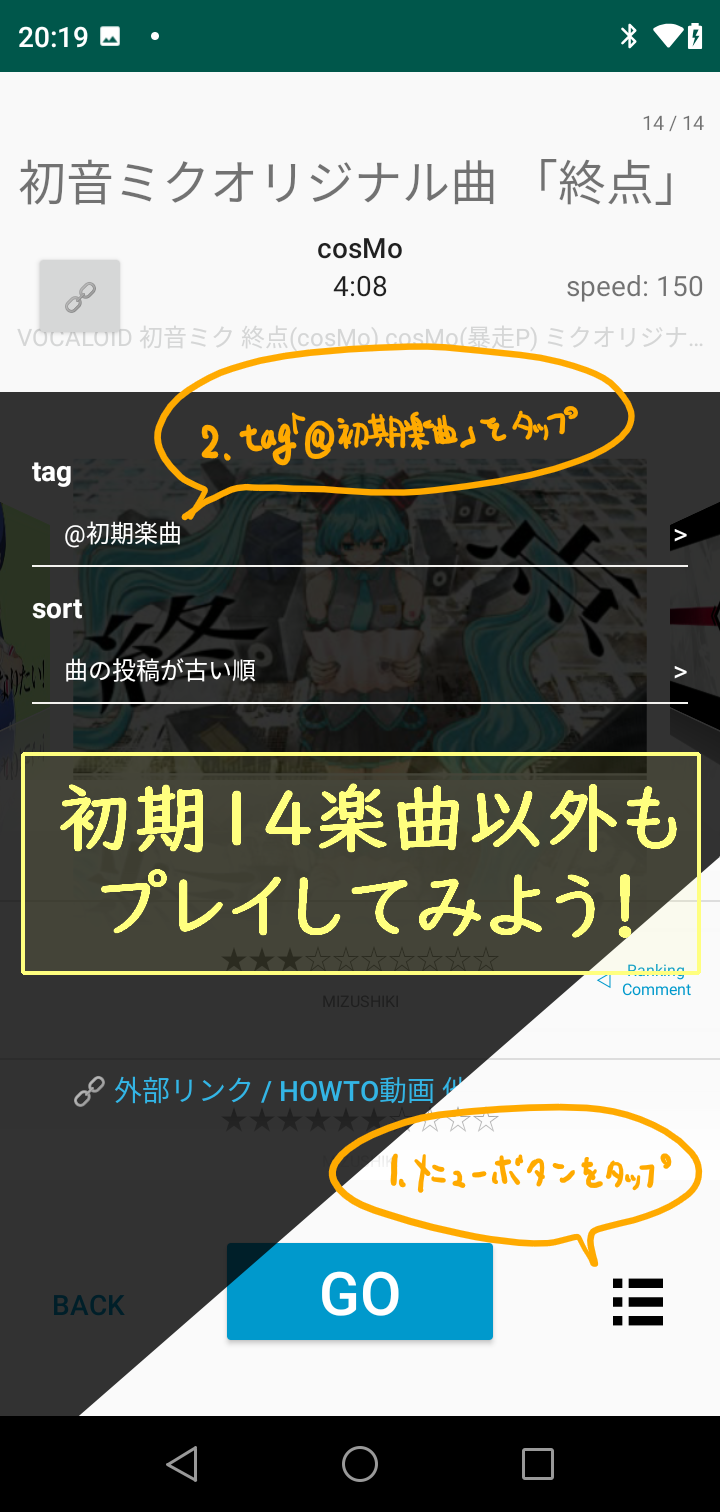 20:19
14 / 14
初音ミクオリジナル曲 「終点」
cosMo
4:08
speed: 150
VOCALOID 初音ミク 終点(cosMo) cosMo(暴走P) ミクオリジナ...
2. tag「@初期楽曲」をタップ
tag
@初期楽曲
>
終点
sort
曲の投稿が古い順
>
初期14楽曲以外も
プレイしてみよう!
★★★☆☆☆☆☆☆☆
Ranking
Comment
MIZUSHIKI
外部リンク / HOWTO動画
1. メニューボタンをタップ
BACK
GO